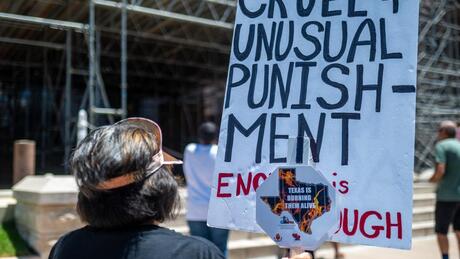 CRUEL +
UNUSUAL
PUNISH-
MENT
ENO is
OUGH
TEXAS IS
BURNING
THEM ALIVE